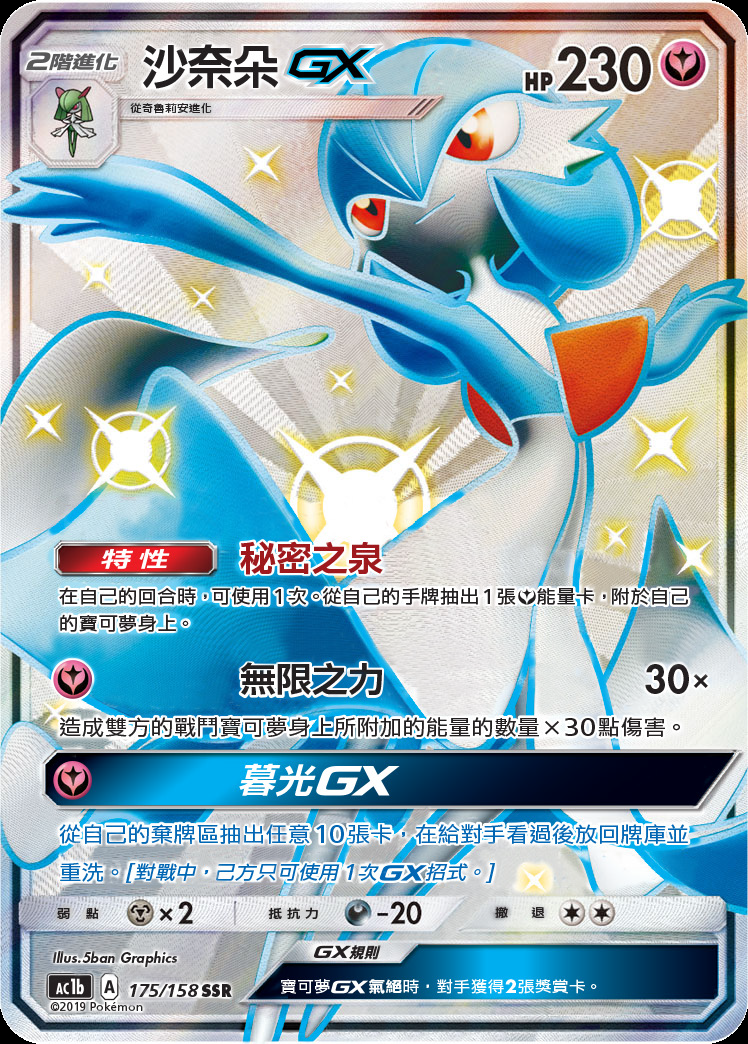 2階進化
沙奈朵GX
HP230
從奇魯莉安進化
特性 秘密之泉
在自己的回合時，可使用1次。從自己的手牌抽出1張能量卡，附於自己
的寶可夢身上。
無限之力 30×
造成雙方的戰鬥寶可夢身上所附加的能量的數量×30點傷害。
暮光GX
從自己的棄牌區抽出任意10張卡，在給對手看過後放回牌庫並
重洗。[對戰中，己方只可使用1次GX招式。]
弱點 ×2 抵抗力 -20 撤退
Illus.5ban Graphics
GX規則
AC1b A 175/158 SSR
寶可夢GX氣絕時，對手獲得2張獎賞卡。
©2019 Pokémon